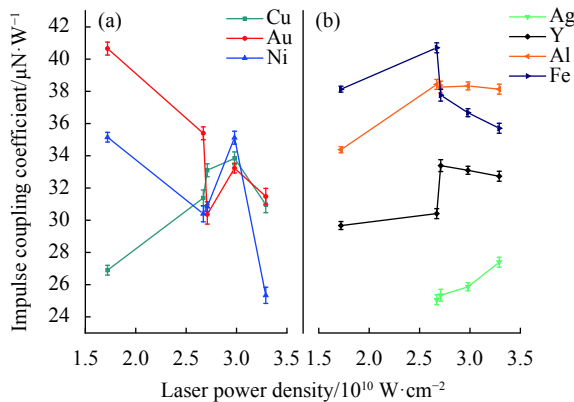 (a)
Cu
Au
Ni
(b)
Ag
Y
Al
Fe
Impulse coupling coefficient/μN·W⁻¹
42
40
38
36
34
32
30
28
26
24
1.5 2.0 2.5 3.0 3.5
1.5 2.0 2.5 3.0 3.5
Laser power density/10¹⁰ W·cm⁻²